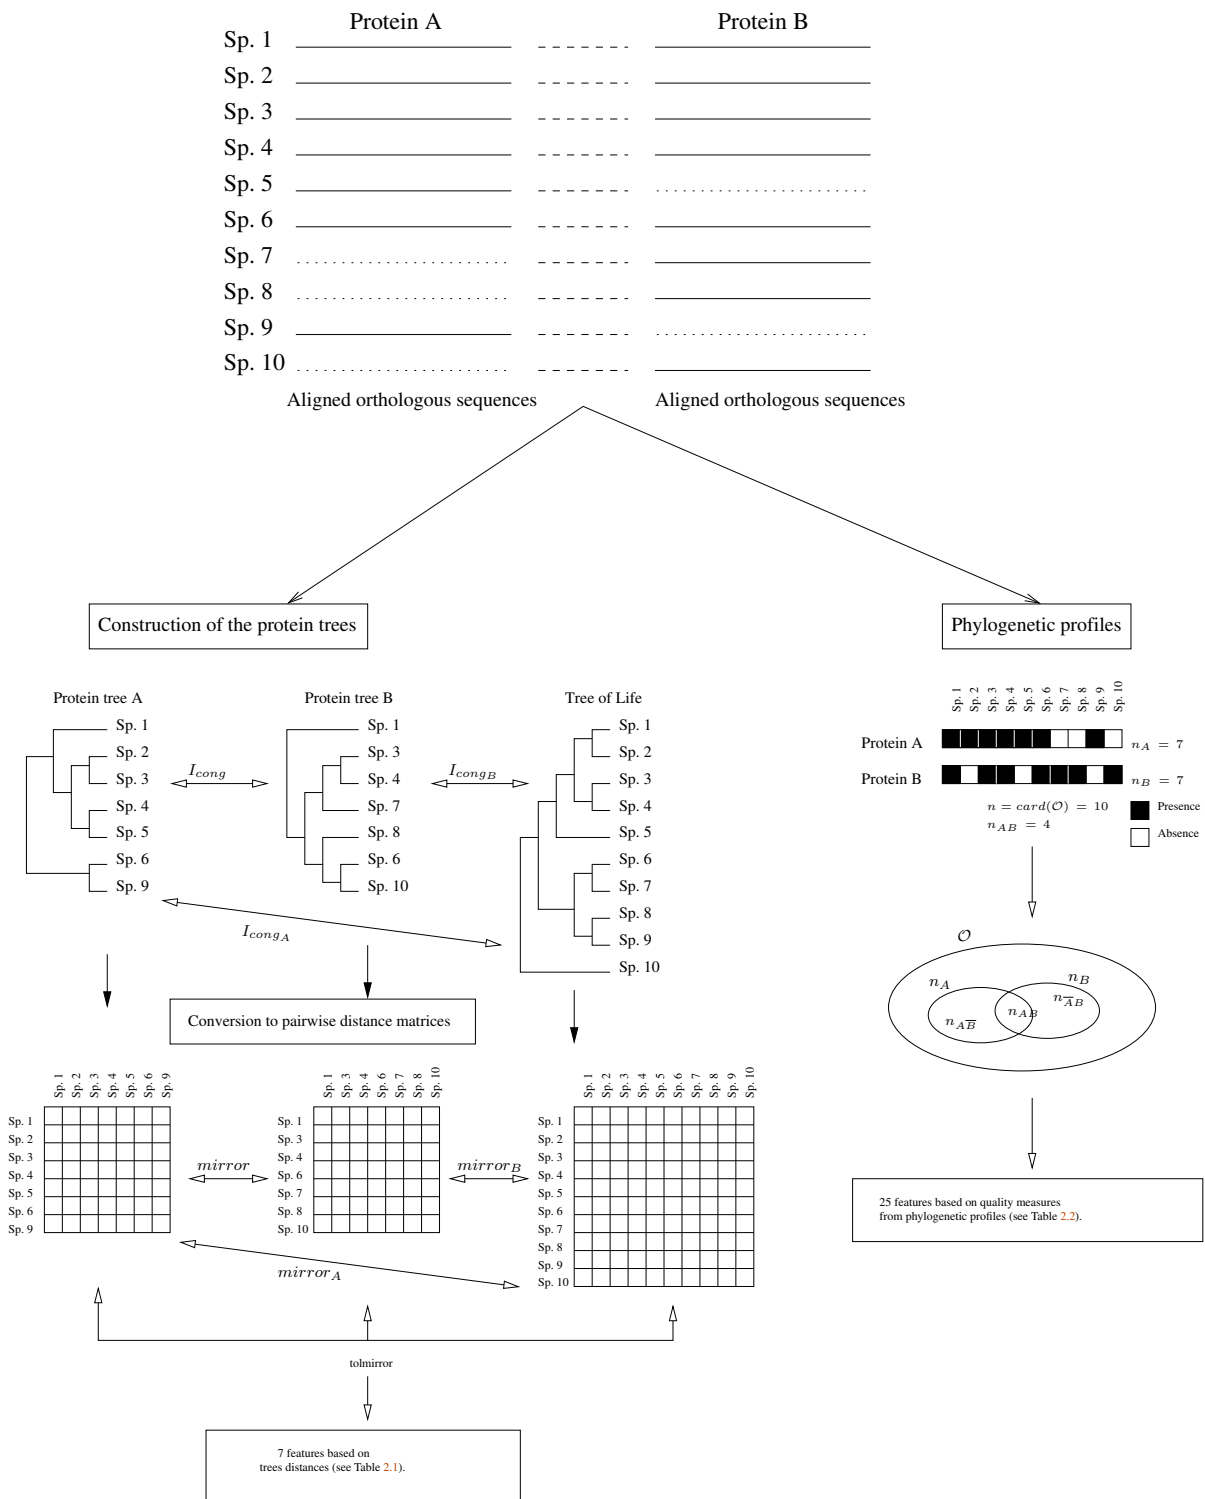 Protein A Protein B
Sp. 1
Sp. 2
Sp. 3
Sp. 4
Sp. 5
Sp. 6
Sp. 7
Sp. 8
Sp. 9
Sp. 10
Aligned orthologous sequences Aligned orthologous sequences
Construction of the protein trees
Protein tree A
Sp. 1
Sp. 2
Sp. 3
Sp. 4
Sp. 5
Sp. 6
Sp. 9
I_cong
Protein tree B
Sp. 1
Sp. 3
Sp. 4
Sp. 7
Sp. 8
Sp. 6
Sp. 10
I_cong_B
Tree of Life
Sp. 1
Sp. 2
Sp. 3
Sp. 4
Sp. 5
Sp. 6
Sp. 7
Sp. 8
Sp. 9
Sp. 10
I_cong_A
Conversion to pairwise distance matrices
Sp. 1 Sp. 2 Sp. 3 Sp. 4 Sp. 5 Sp. 6 Sp. 9
Sp. 1
Sp. 2
Sp. 3
Sp. 4
Sp. 5
Sp. 6
Sp. 9
mirror
Sp. 1 Sp. 3 Sp. 4 Sp. 6 Sp. 7 Sp. 8 Sp. 10
Sp. 1
Sp. 3
Sp. 4
Sp. 6
Sp. 7
Sp. 8
Sp. 10
mirror_B
Sp. 1 Sp. 2 Sp. 3 Sp. 4 Sp. 5 Sp. 6 Sp. 7 Sp. 8 Sp. 9 Sp. 10
Sp. 1
Sp. 2
Sp. 3
Sp. 4
Sp. 5
Sp. 6
Sp. 7
Sp. 8
Sp. 9
Sp. 10
mirror_A
tolmirror
7 features based on
trees distances (see Table 2.1).
Phylogenetic profiles
Sp. 1 Sp. 2 Sp. 3 Sp. 4 Sp. 5 Sp. 6 Sp. 7 Sp. 8 Sp. 9 Sp. 10
Protein A n_A = 7
Protein B n_B = 7
n = card(𝒪) = 10
n_AB = 4
Presence
Absence
𝒪
n_A n_B
n_AB̅ n_AB n_A̅B
25 features based on quality measures
from phylogenetic profiles (see Table 2.2).